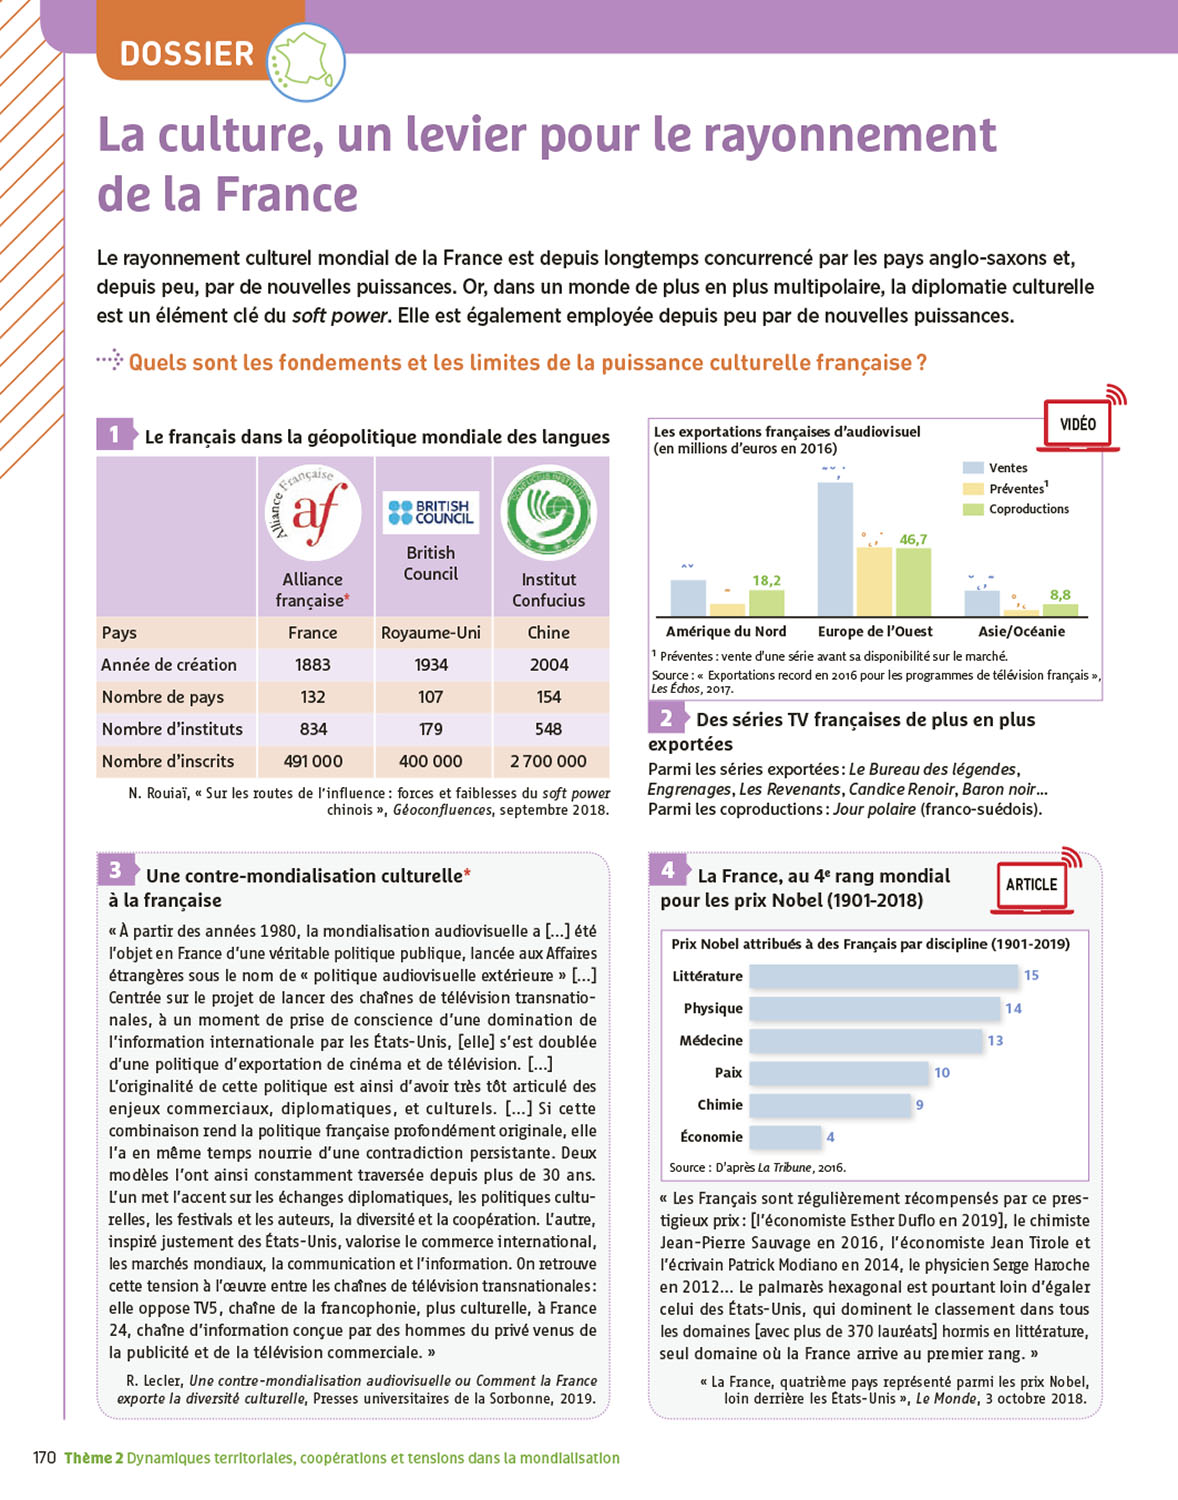 DOSSIER
La culture, un levier pour le rayonnement
de la France
Le rayonnement culturel mondial de la France est depuis longtemps concurrencé par les pays anglo-saxons et,
depuis peu, par de nouvelles puissances. Or, dans un monde de plus en plus multipolaire, la diplomatie culturelle
est un élément clé du soft power. Elle est également employée depuis peu par de nouvelles puissances.
Quels sont les fondements et les limites de la puissance culturelle française ?
1 Le français dans la géopolitique mondiale des langues
Alliance Française
af
BRITISH
COUNCIL
CONFUCIUS INSTITUTE
Alliance
française*
British
Council
Institut
Confucius
Pays France Royaume-Uni Chine
Année de création 1883 1934 2004
Nombre de pays 132 107 154
Nombre d'instituts 834 179 548
Nombre d'inscrits 491 000 400 000 2 700 000
N. Rouiaï, « Sur les routes de l'influence : forces et faiblesses du soft power
chinois », Géoconfluences, septembre 2018.
VIDÉO
Les exportations françaises d'audiovisuel
(en millions d'euros en 2016)
Ventes
Préventes1
Coproductions
18,2
46,7
8,8
Amérique du Nord Europe de l'Ouest Asie/Océanie
1 Préventes : vente d'une série avant sa disponibilité sur le marché.
Source : « Exportations record en 2016 pour les programmes de télévision français »,
Les Échos, 2017.
2 Des séries TV françaises de plus en plus
exportées
Parmi les séries exportées : Le Bureau des légendes,
Engrenages, Les Revenants, Candice Renoir, Baron noir...
Parmi les coproductions : Jour polaire (franco-suédois).
3 Une contre-mondialisation culturelle*
à la française
« À partir des années 1980, la mondialisation audiovisuelle a [...] été
l'objet en France d'une véritable politique publique, lancée aux Affaires
étrangères sous le nom de « politique audiovisuelle extérieure » [...]
Centrée sur le projet de lancer des chaînes de télévision transnatio-
nales, à un moment de prise de conscience d'une domination de
l'information internationale par les États-Unis, [elle] s'est doublée
d'une politique d'exportation de cinéma et de télévision. [...]
L'originalité de cette politique est ainsi d'avoir très tôt articulé des
enjeux commerciaux, diplomatiques, et culturels. [...] Si cette
combinaison rend la politique française profondément originale, elle
l'a en même temps nourrie d'une contradiction persistante. Deux
modèles l'ont ainsi constamment traversée depuis plus de 30 ans.
L'un met l'accent sur les échanges diplomatiques, les politiques cultu-
relles, les festivals et les auteurs, la diversité et la coopération. L'autre,
inspiré justement des États-Unis, valorise le commerce international,
les marchés mondiaux, la communication et l'information. On retrouve
cette tension à l'œuvre entre les chaînes de télévision transnationales :
elle oppose TV5, chaîne de la francophonie, plus culturelle, à France
24, chaîne d'information conçue par des hommes du privé venus de
la publicité et de la télévision commerciale. »
R. Lecler, Une contre-mondialisation audiovisuelle ou Comment la France
exporte la diversité culturelle, Presses universitaires de la Sorbonne, 2019.
4 La France, au 4e rang mondial
pour les prix Nobel (1901-2018)
ARTICLE
Prix Nobel attribués à des Français par discipline (1901-2019)
Littérature 15
Physique 14
Médecine 13
Paix 10
Chimie 9
Économie 4
Source : D'après La Tribune, 2016.
« Les Français sont régulièrement récompensés par ce pres-
tigieux prix : [l'économiste Esther Duflo en 2019], le chimiste
Jean-Pierre Sauvage en 2016, l'économiste Jean Tirole et
l'écrivain Patrick Modiano en 2014, le physicien Serge Haroche
en 2012... Le palmarès hexagonal est pourtant loin d'égaler
celui des États-Unis, qui dominent le classement dans tous
les domaines [avec plus de 370 lauréats] hormis en littérature,
seul domaine où la France arrive au premier rang. »
« La France, quatrième pays représenté parmi les prix Nobel,
loin derrière les États-Unis », Le Monde, 3 octobre 2018.
170 Thème 2 Dynamiques territoriales, coopérations et tensions dans la mondialisation